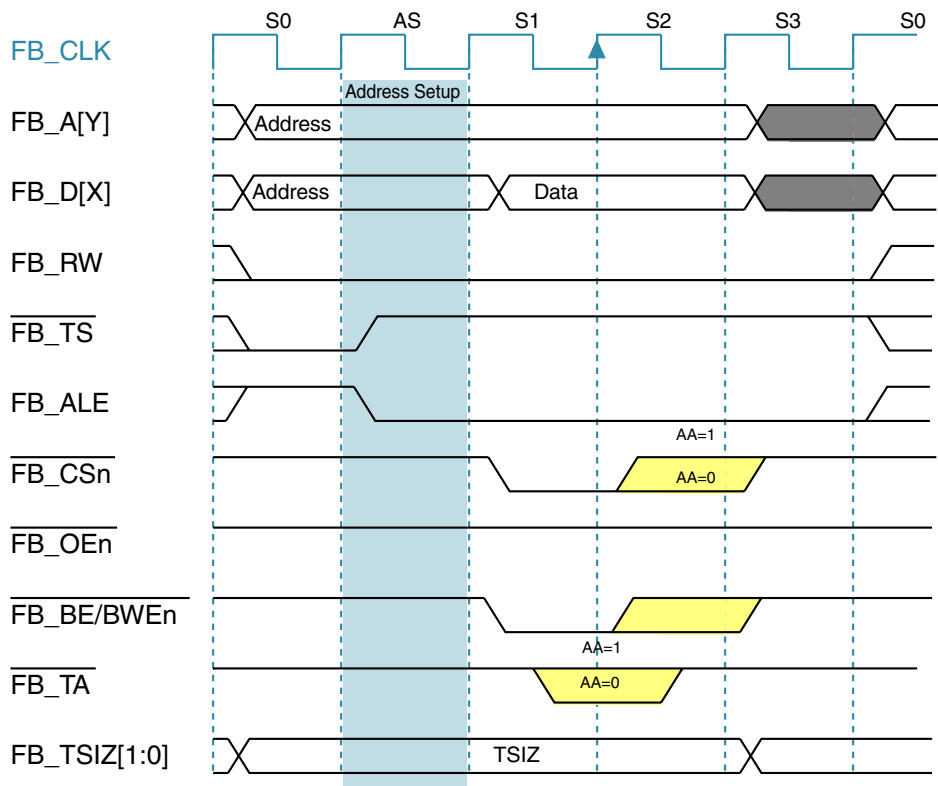 S0 AS S1 S2 S3 S0
FB_CLK
Address Setup
FB_A[Y] Address
FB_D[X] Address Data
FB_RW
FB_TS
FB_ALE
AA=1
FB_CSn AA=0
FB_OEn
FB_BE/BWEn
AA=1
FB_TA AA=0
FB_TSIZ[1:0] TSIZ